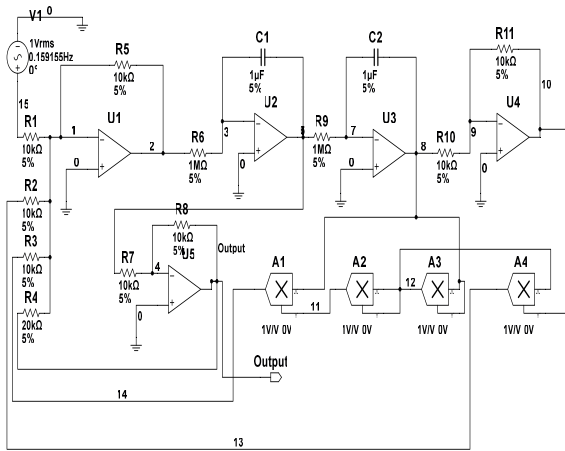 V1 0
1Vrms
0.159155Hz
0°
15
R1
10kΩ
5%
R2
10kΩ
5%
R3
10kΩ
5%
R4
20kΩ
5%
R5
10kΩ
5%
1
U1
0
2
R6
1MΩ
5%
C1
1µF
5%
3
U2
0
R9
1MΩ
5%
C2
1µF
5%
7
U3
0
8
R10
10kΩ
5%
R11
10kΩ
5%
9
U4
0
10
R7
10kΩ
5%
R8
10kΩ
5%
4
U5
0
Output
Output
A1
1V/V 0V
11
A2
1V/V 0V
12
A3
1V/V 0V
A4
1V/V 0V
14
13